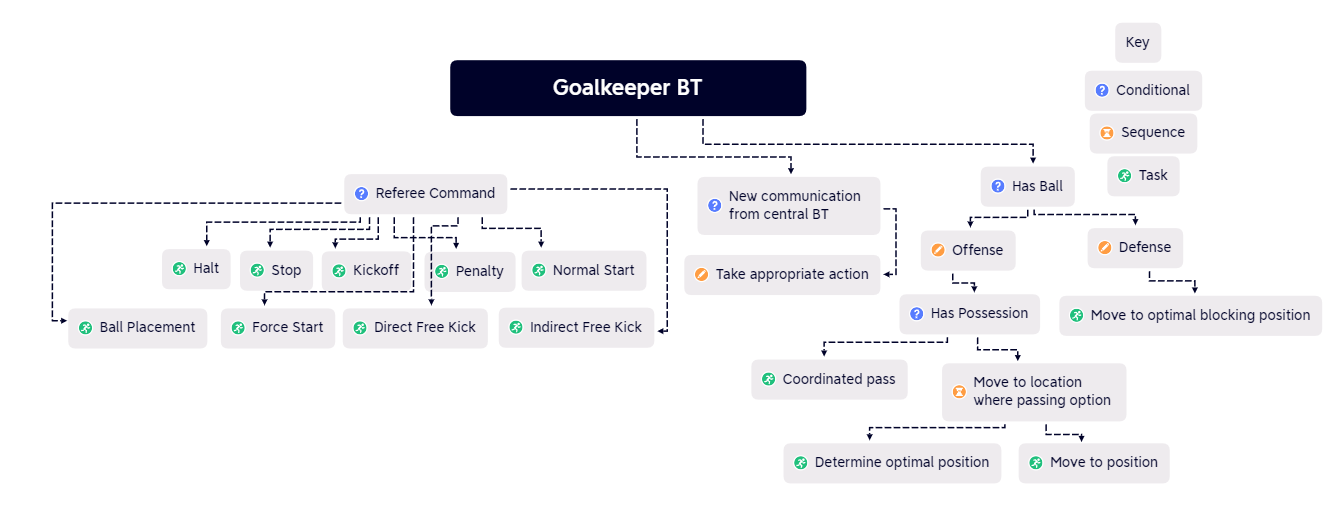 Key
Goalkeeper BT
Conditional
Sequence
Task
Referee Command
New communication
from central BT
Has Ball
Halt
Stop
Kickoff
Penalty
Normal Start
Take appropriate action
Offense
Defense
Ball Placement
Force Start
Direct Free Kick
Indirect Free Kick
Has Possession
Move to optimal blocking position
Coordinated pass
Move to location
where passing option
Determine optimal position
Move to position